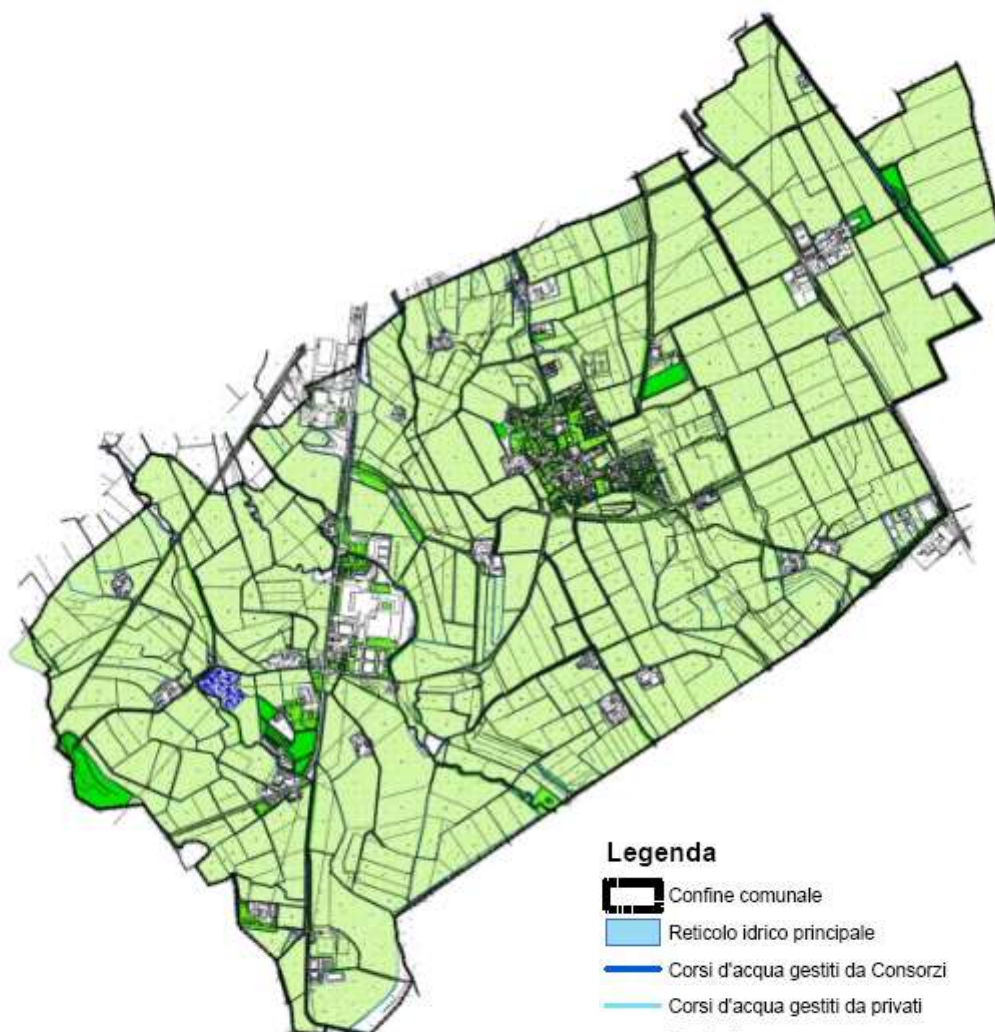 Legenda
Confine comunale
Reticolo idrico principale
Corsi d'acqua gestiti da Consorzi
Corsi d'acqua gestiti da privati